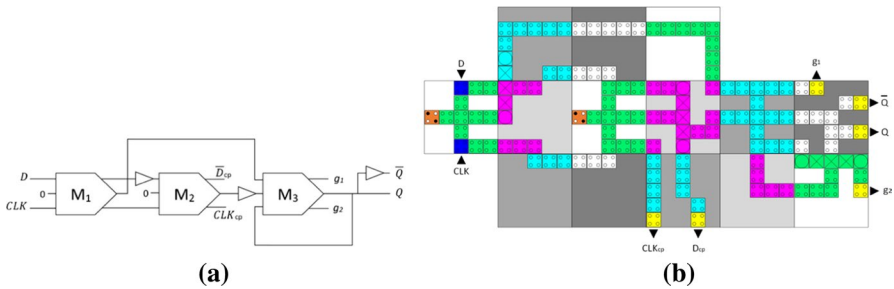 D
0
CLK
M₁
M₂
D̅cp
CLKcp
M₃
0
g₁
g₂
Q̅
Q
(a)
D
CLK
g₁
Q̅
Q
g₂
CLKcp
Dcp
(b)